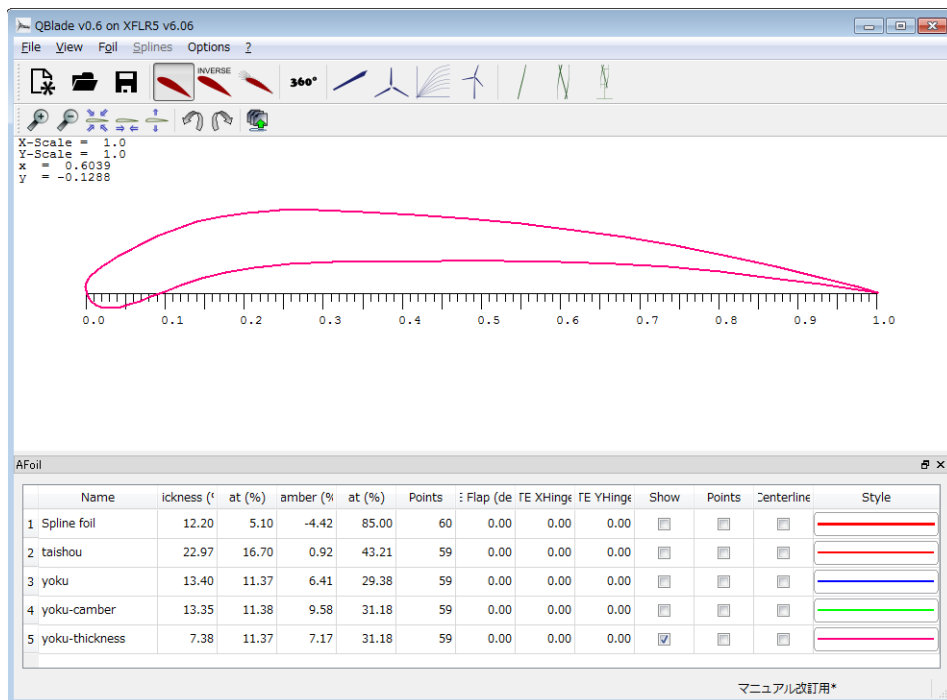 QBlade v0.6 on XFLR5 v6.06
File View Foil Splines Options ?
INVERSE
360°
X-Scale = 1.0
Y-Scale = 1.0
x = 0.6039
y = -0.1288
0.0 0.1 0.2 0.3 0.4 0.5 0.6 0.7 0.8 0.9 1.0
AFoil
Name ickness (% at (%) amber (% at (%) Points E Flap (de TE XHinge TE YHinge Show Points Centerline Style
1 Spline foil 12.20 5.10 -4.42 85.00 60 0.00 0.00 0.00
2 taishou 22.97 16.70 0.92 43.21 59 0.00 0.00 0.00
3 yoku 13.40 11.37 6.41 29.38 59 0.00 0.00 0.00
4 yoku-camber 13.35 11.38 9.58 31.18 59 0.00 0.00 0.00
5 yoku-thickness 7.38 11.37 7.17 31.18 59 0.00 0.00 0.00
マニュアル改訂用*